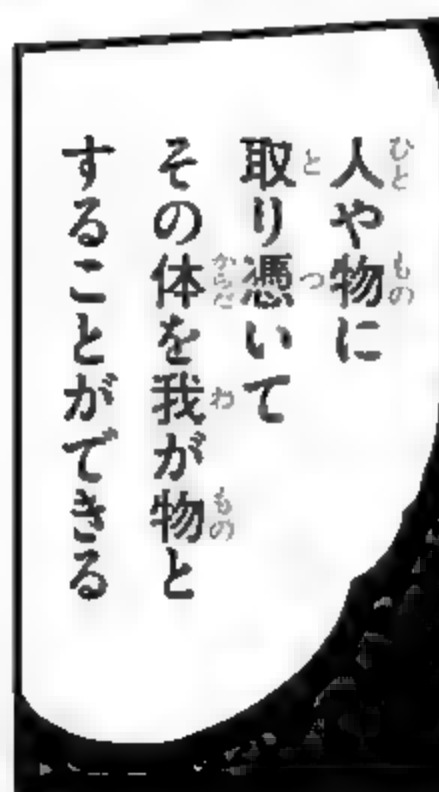 人や物に
取り憑いて
その体を我が物と
することができる